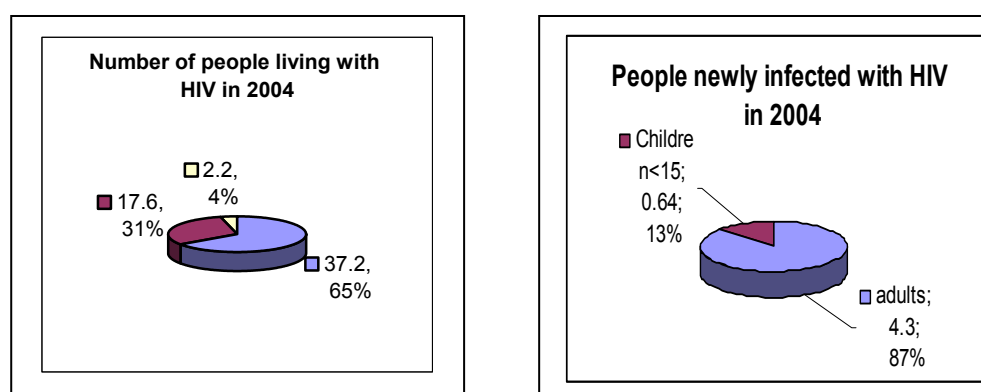 Number of people living with
HIV in 2004
2.2,
4%
17.6,
31%
37.2,
65%
People newly infected with HIV
in 2004
Childre
n<15;
0.64;
13%
adults;
4.3;
87%